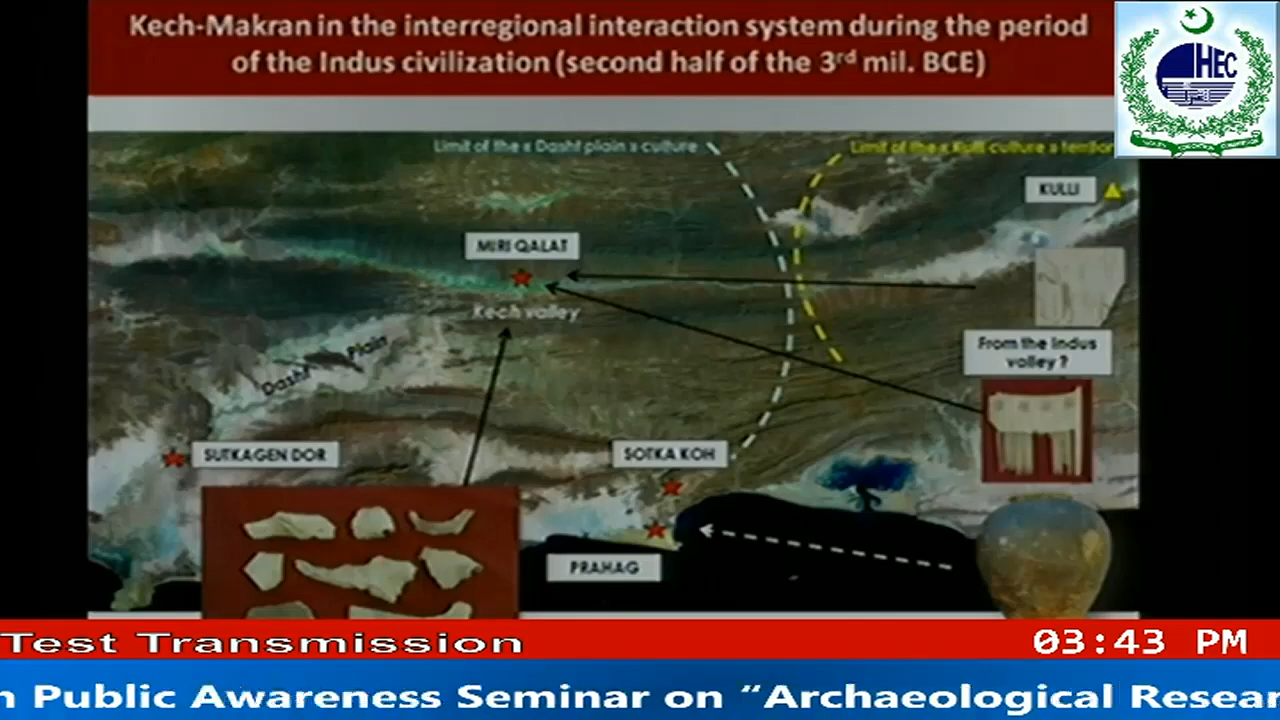 Kech-Makran in the interregional interaction system during the period
of the Indus civilization (second half of the 3rd mil. BCE)
HEC
Limit of the « Dasht plain » culture
Limit of the « Kulli culture » territor
KULLI
MIRI QALAT
Kech valley
From the Indus
valley ?
Dasht Plain
SUTKAGEN DOR
SOTKA KOH
PRAHAG
Test Transmission
03:43 PM
n Public Awareness Seminar on “Archaeological Resear